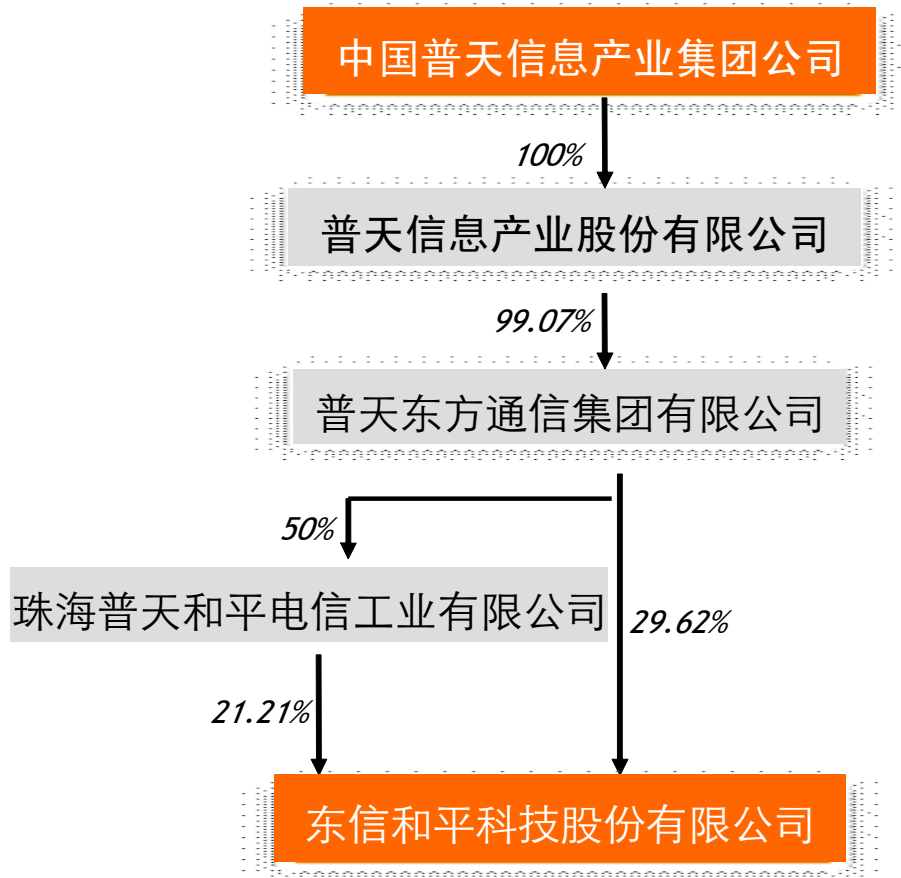 中国普天信息产业集团公司
100%
普天信息产业股份有限公司
99.07%
普天东方通信集团有限公司
50%
珠海普天和平电信工业有限公司
29.62%
21.21%
东信和平科技股份有限公司